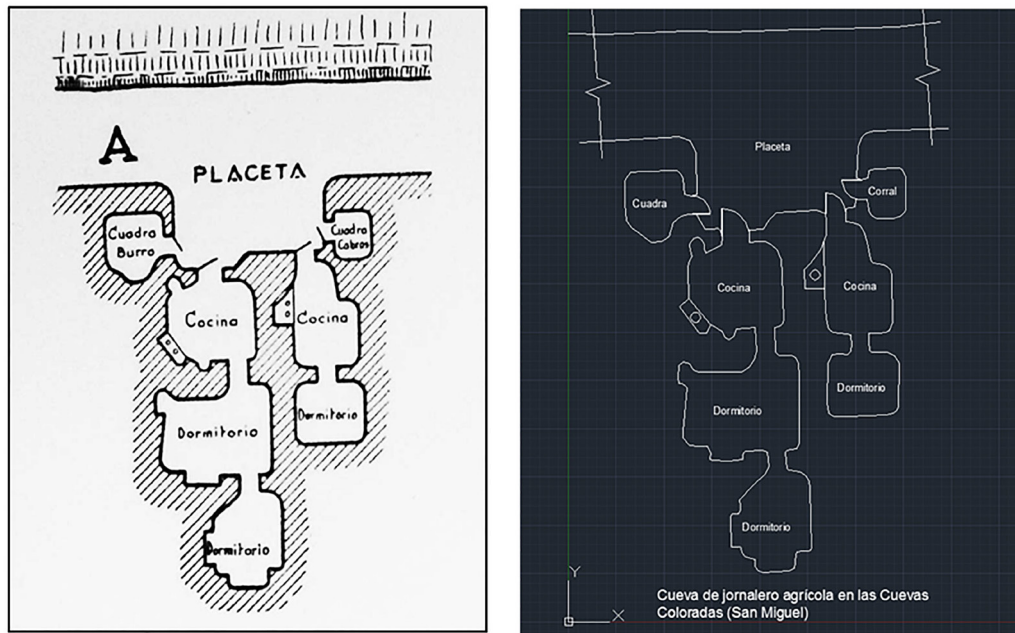 A
PLACETA
Cuadra
Burro
Cuadra
Cabras
Cocina
Cocina
Dormitorio
Dormitorio
Dormitorio
Placeta
Cuadra
Corral
Cocina
Cocina
Dormitorio
Dormitorio
Dormitorio
Y
X
Cueva de jornalero agrícola en las Cuevas
Coloradas (San Miguel)